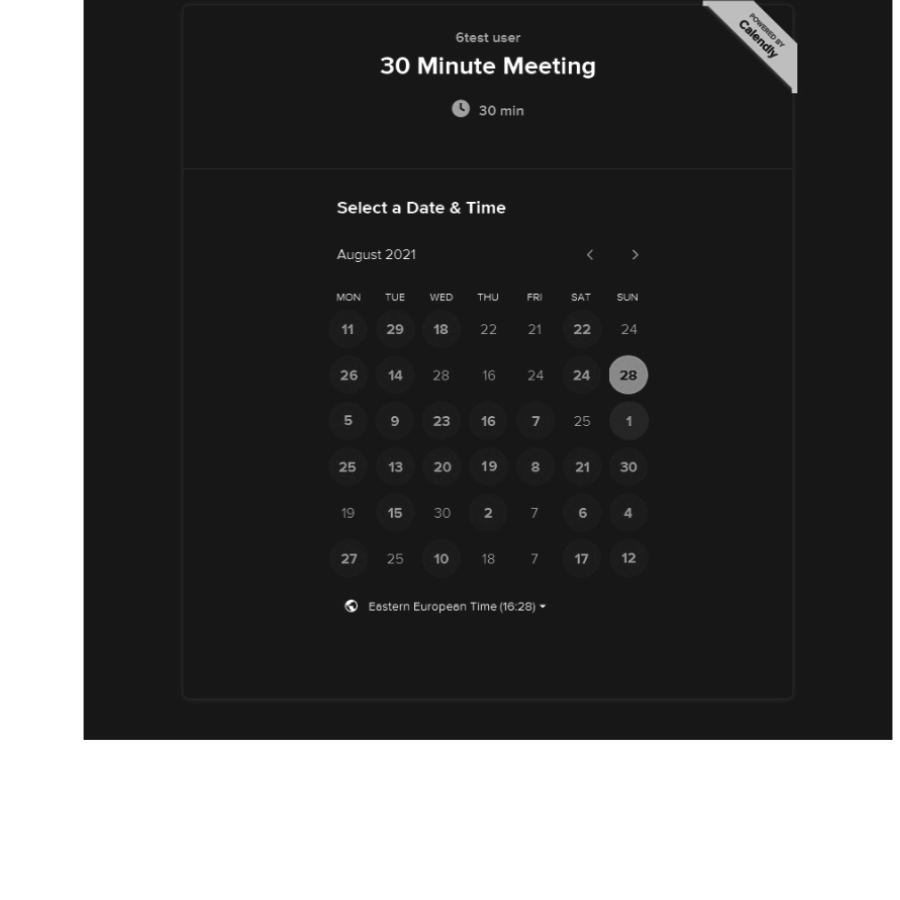 POWERED BY
Calendly
6test user
30 Minute Meeting
30 min
Select a Date & Time
August 2021
MON TUE WED THU FRI SAT SUN
11 29 18 22 21 22 24
26 14 28 16 24 24 28
5 9 23 16 7 25 1
25 13 20 19 8 21 30
19 15 30 2 7 6 4
27 25 10 18 7 17 12
Eastern European Time (16:28)